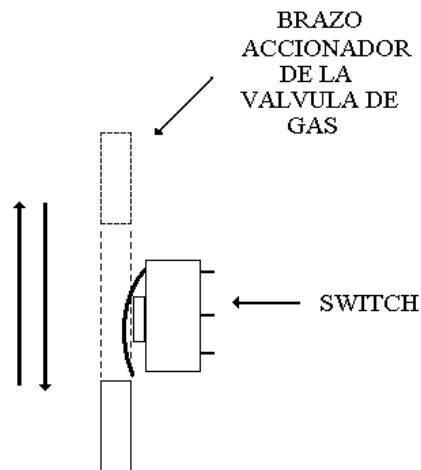 BRAZO
ACCIONADOR
DE LA
VALVULA DE
GAS
SWITCH